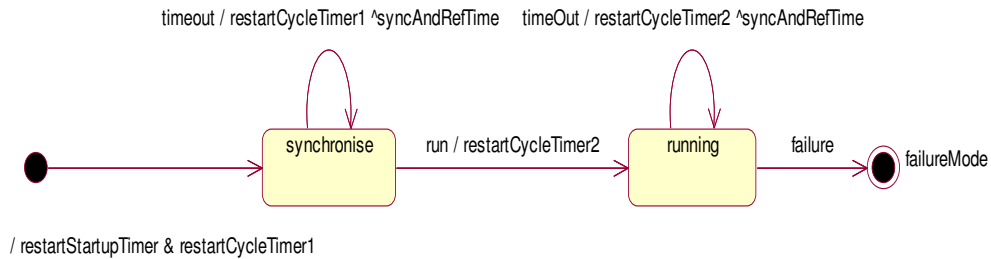 timeout / restartCycleTimer1 ^syncAndRefTime
timeOut / restartCycleTimer2 ^syncAndRefTime
synchronise
run / restartCycleTimer2
running
failure
failureMode
/ restartStartupTimer & restartCycleTimer1